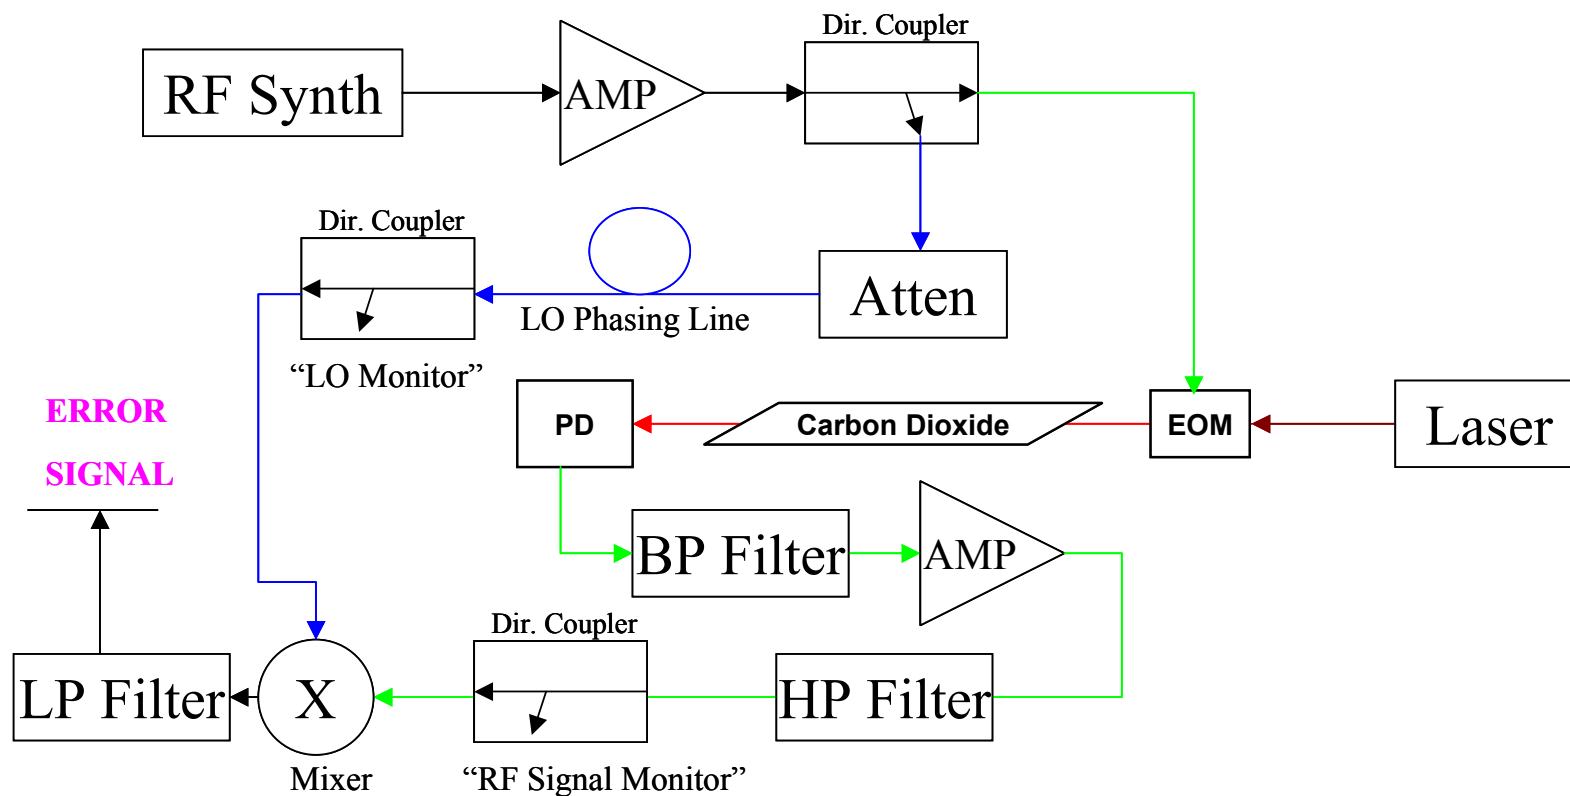 Dir. Coupler
RF Synth
AMP
Dir. Coupler
LO Phasing Line
Atten
“LO Monitor”
ERROR
SIGNAL
PD
Carbon Dioxide
EOM
Laser
BP Filter
AMP
Dir. Coupler
LP Filter
X
HP Filter
Mixer
“RF Signal Monitor”